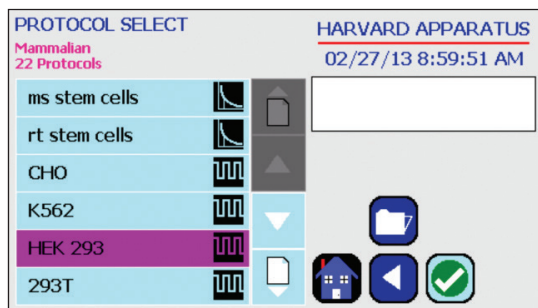 PROTOCOL SELECT
Mammalian
22 Protocols
ms stem cells
rt stem cells
CHO
K562
HEK 293
293T
HARVARD APPARATUS
02/27/13 8:59:51 AM